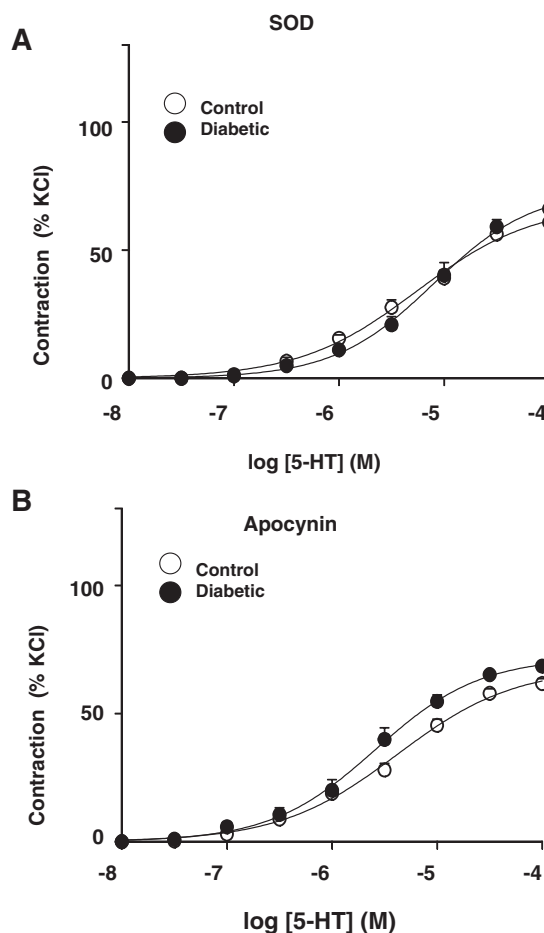 A
SOD
Control
Diabetic
100
50
0
Contraction (% KCl)
-8 -7 -6 -5 -4
log [5-HT] (M)
B
Apocynin
Control
Diabetic
100
50
0
Contraction (% KCl)
-8 -7 -6 -5 -4
log [5-HT] (M)